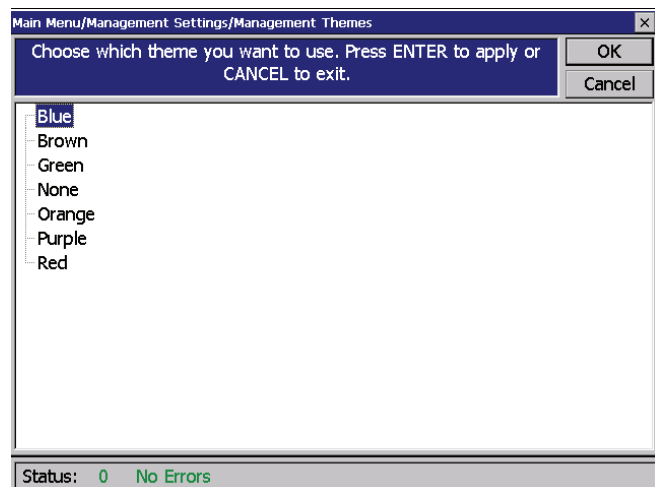 Main Menu/Management Settings/Management Themes
Choose which theme you want to use. Press ENTER to apply or
CANCEL to exit.
OK
Cancel
Blue
Brown
Green
None
Orange
Purple
Red
Status: 0 No Errors